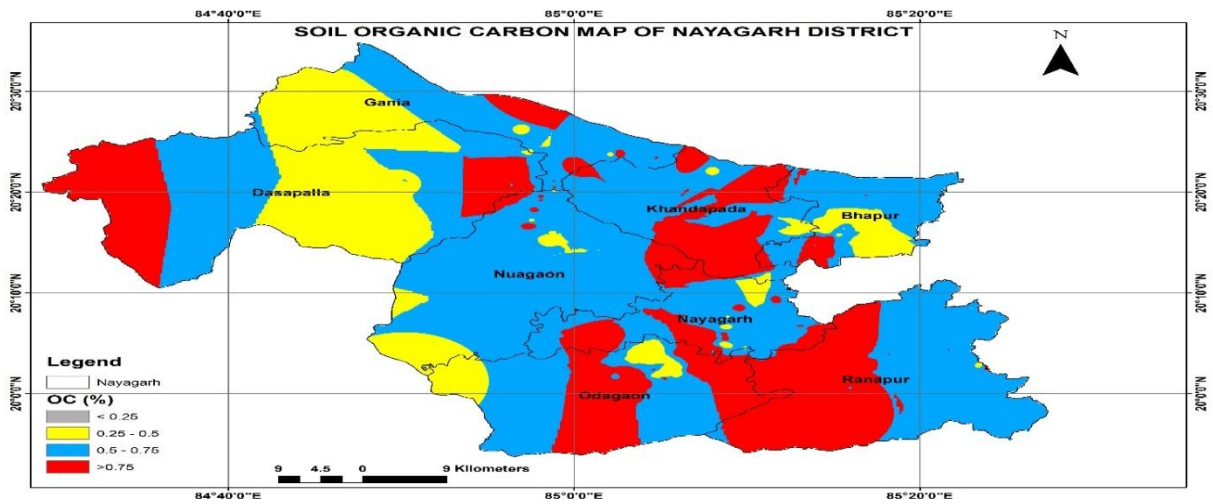 84°40'0"E 85°0'0"E 85°20'0"E
SOIL ORGANIC CARBON MAP OF NAYAGARH DISTRICT
N
20°30'0"N 20°30'0"N
Gania
20°20'0"N 20°20'0"N
Dasapalla
Khandapada
Bhapur
Nuagaon
20°10'0"N 20°10'0"N
Nayagarh
Ranapur
Odagaon
20°0'0"N 20°0'0"N
Legend
Nayagarh
OC (%)
< 0.25
0.25 - 0.5
0.5 - 0.75
>0.75
9 4.5 0 9 Kilometers
84°40'0"E 85°0'0"E 85°20'0"E